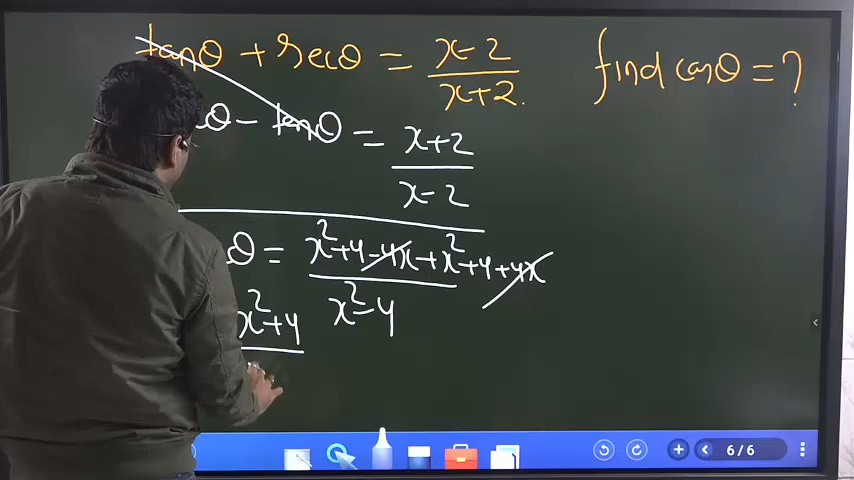 tanθ + secθ = x-2/x+2 find cosθ = ?
θ - tanθ = x+2/x-2
θ = x²+4-4x+x²+4+4x/x²-4
x²+4
6/6